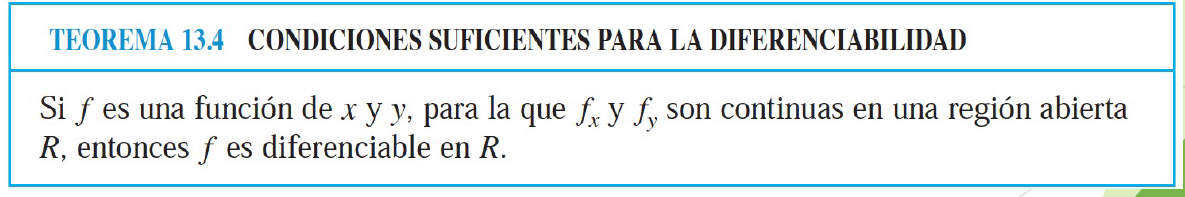 TEOREMA 13.4 CONDICIONES SUFICIENTES PARA LA DIFERENCIABILIDAD
Si f es una función de x y y, para la que fx y fy son continuas en una región abierta
R, entonces f es diferenciable en R.